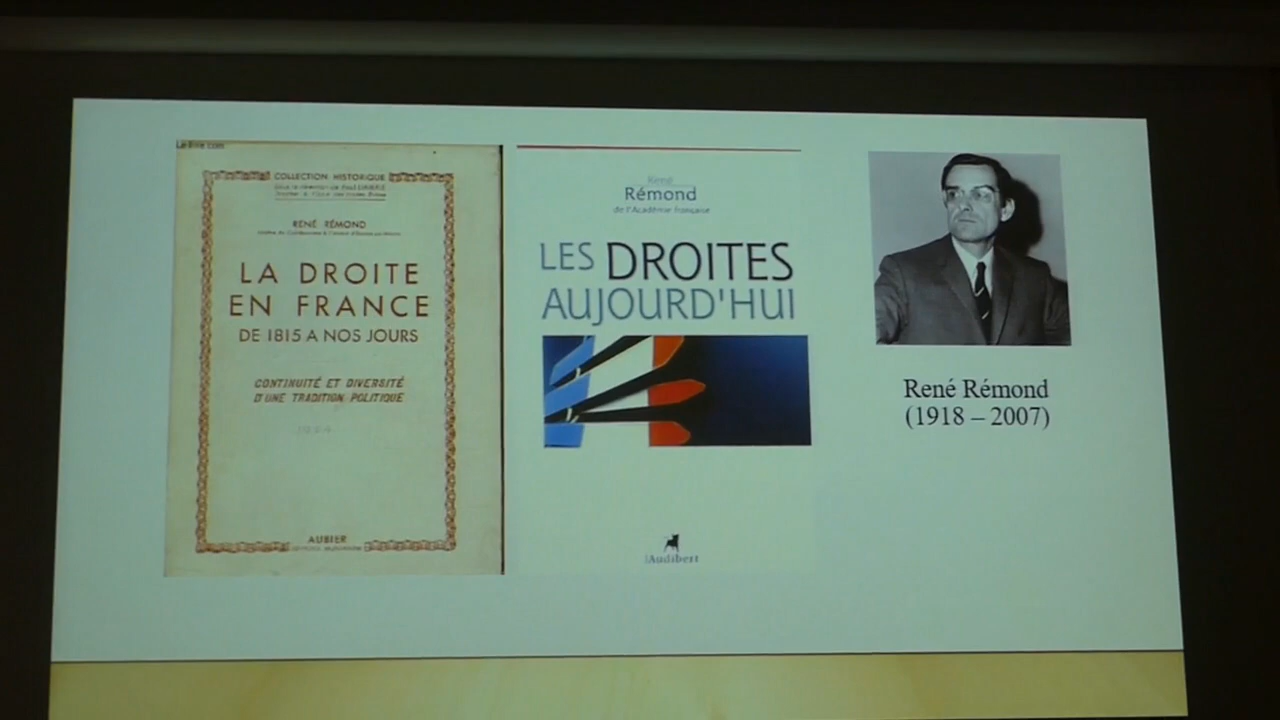 COLLECTION HISTORIQUE
RENÉ RÉMOND
LA DROITE
EN FRANCE
DE 1815 A NOS JOURS
CONTINUITÉ ET DIVERSITÉ
D'UNE TRADITION POLITIQUE
AUBIER
René
Rémond
de l'Académie française
LES DROITES
AUJOURD'HUI
Audibert
René Rémond
(1918 – 2007)